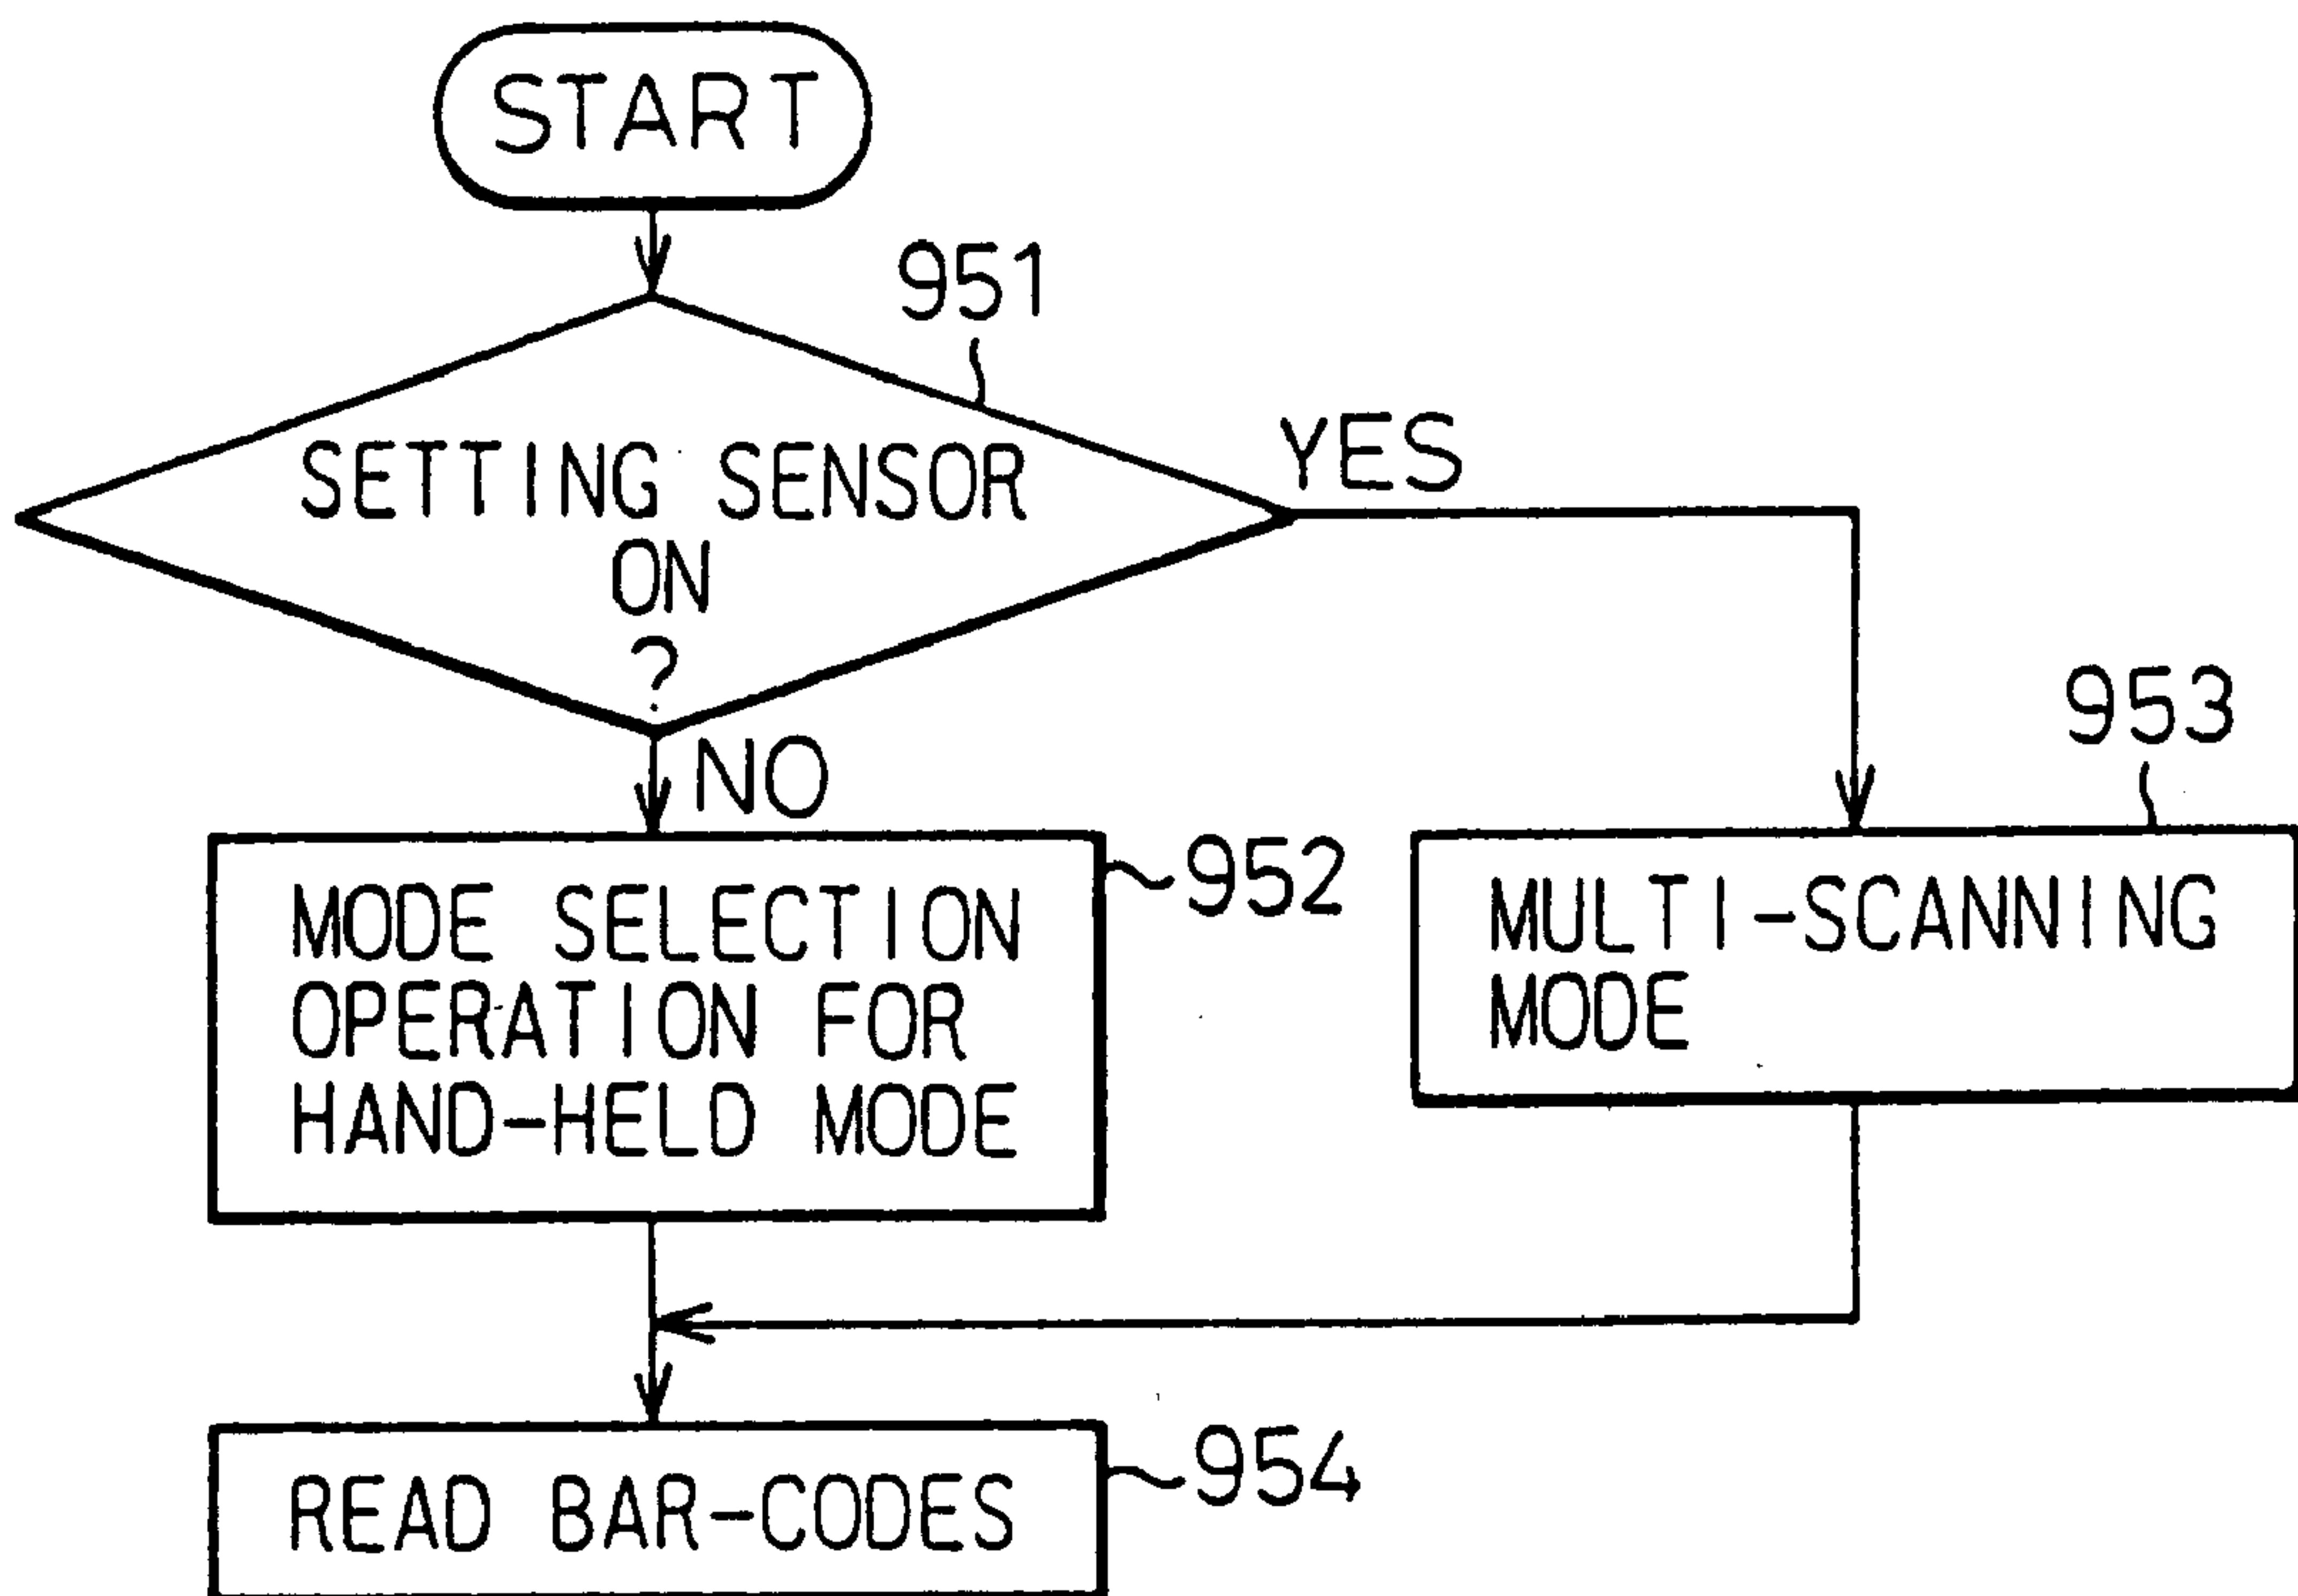 START
951
SETTING SENSOR
ON
?
YES
NO
953
952
MODE SELECTION
OPERATION FOR
HAND-HELD MODE
MULTI-SCANNING
MODE
954
READ BAR-CODES